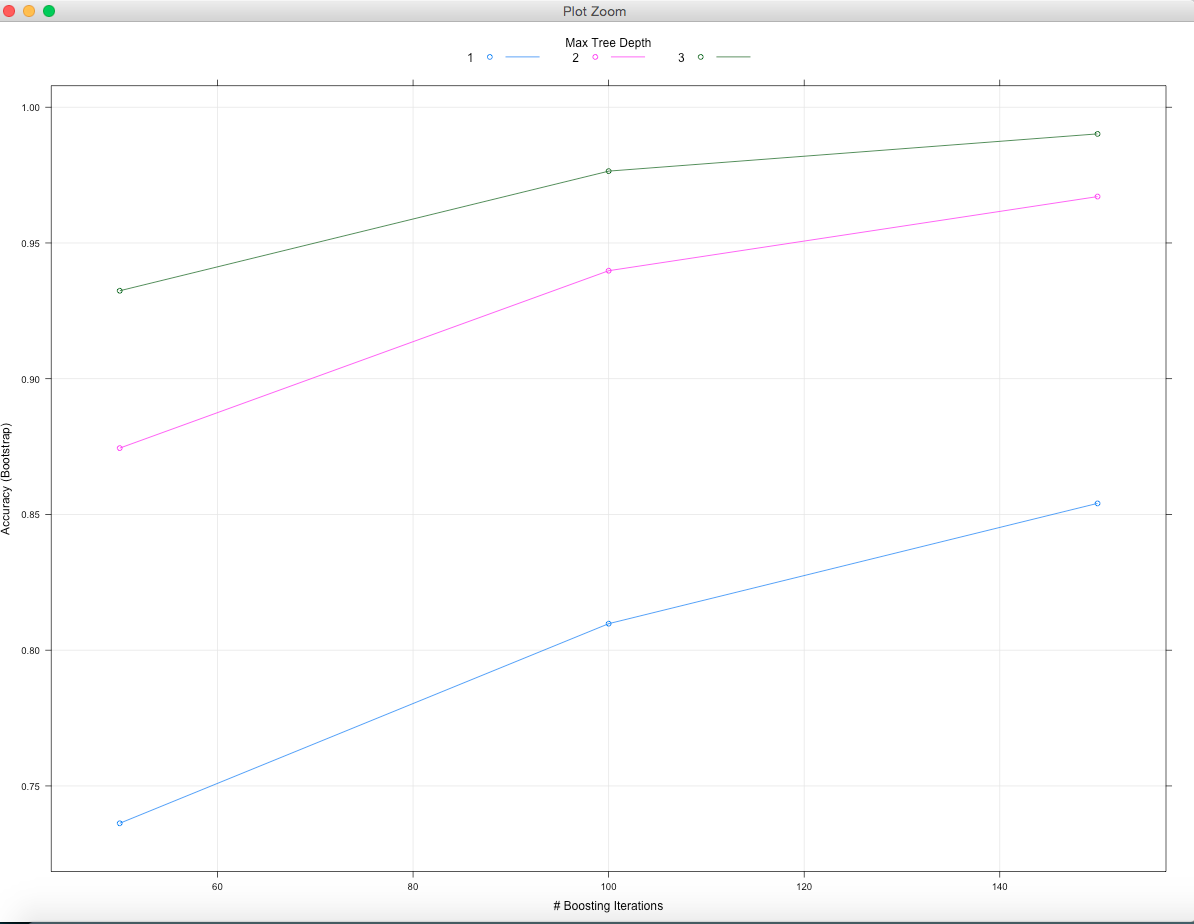 Plot Zoom
Max Tree Depth
1 2 3
1.00
0.95
0.90
0.85
0.80
0.75
Accuracy (Bootstrap)
60 80 100 120 140
# Boosting Iterations